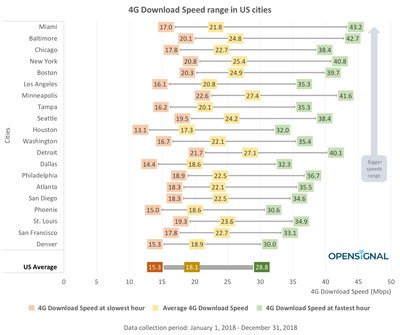 4G Download Speed range in US cities
Cities
Miami 17.0 21.8 43.2
Baltimore 20.1 24.8 42.7
Chicago 17.8 22.7 38.4
New York 20.8 25.4 40.8
Boston 20.3 24.9 39.7
Los Angeles 16.1 20.8 35.3
Minneapolis 22.6 27.4 41.6
Tampa 16.2 20.1 35.3
Seattle 19.5 24.2 38.4
Houston 13.1 17.3 32.0
Washington 16.7 22.1 35.4
Detroit 21.7 27.1 40.1
Dallas 14.4 18.6 32.3
Philadelphia 18.9 22.5 36.7
Atlanta 18.3 22.1 35.5
San Diego 18.3 22.5 34.6
Phoenix 15.0 18.6 30.6
St. Louis 19.3 23.6 34.9
San Francisco 17.8 22.7 33.1
Denver 15.3 18.9 30.0
Bigger
speeds
range
OPENSIGNAL
US Average 15.3 18.1 28.8
0 5 10 15 20 25 30 35 40 45 50
4G Download Speed (Mbps)
4G Download Speed at slowest hour Average 4G Download Speed 4G Download Speed at fastest hour
Data collection period: January 1, 2018 - December 31, 2018